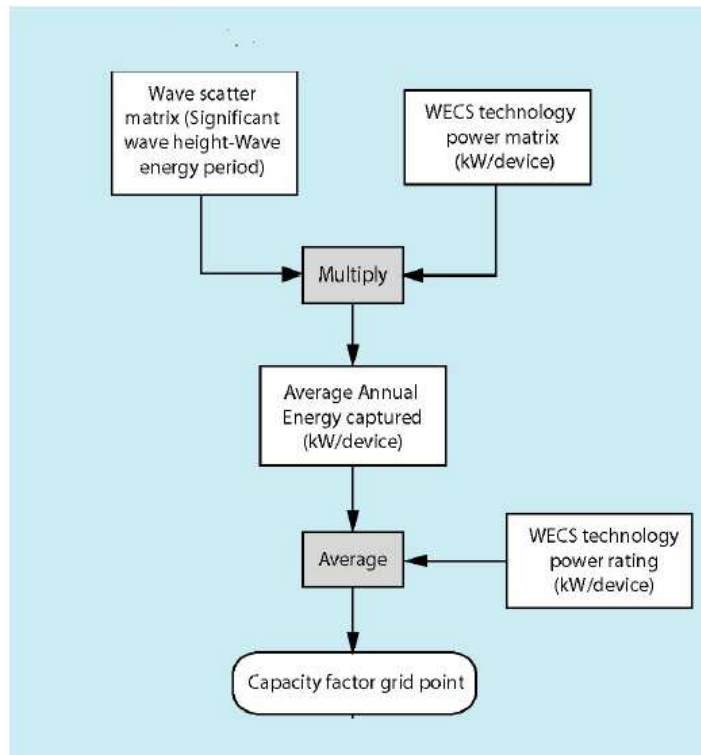 Wave scatter
matrix (Significant
wave height-Wave
energy period)
WECS technology
power matrix
(kW/device)
Multiply
Average Annual
Energy captured
(kW/device)
Average
WECS technology
power rating
(kW/device)
Capacity factor grid point